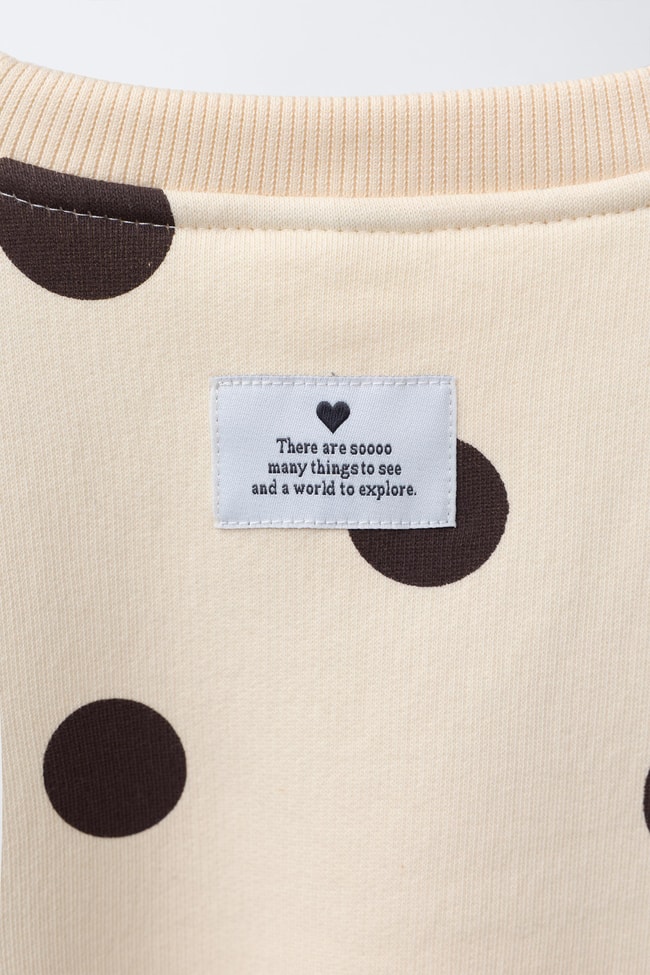 There are soooo
many things to see
and a world to explore.